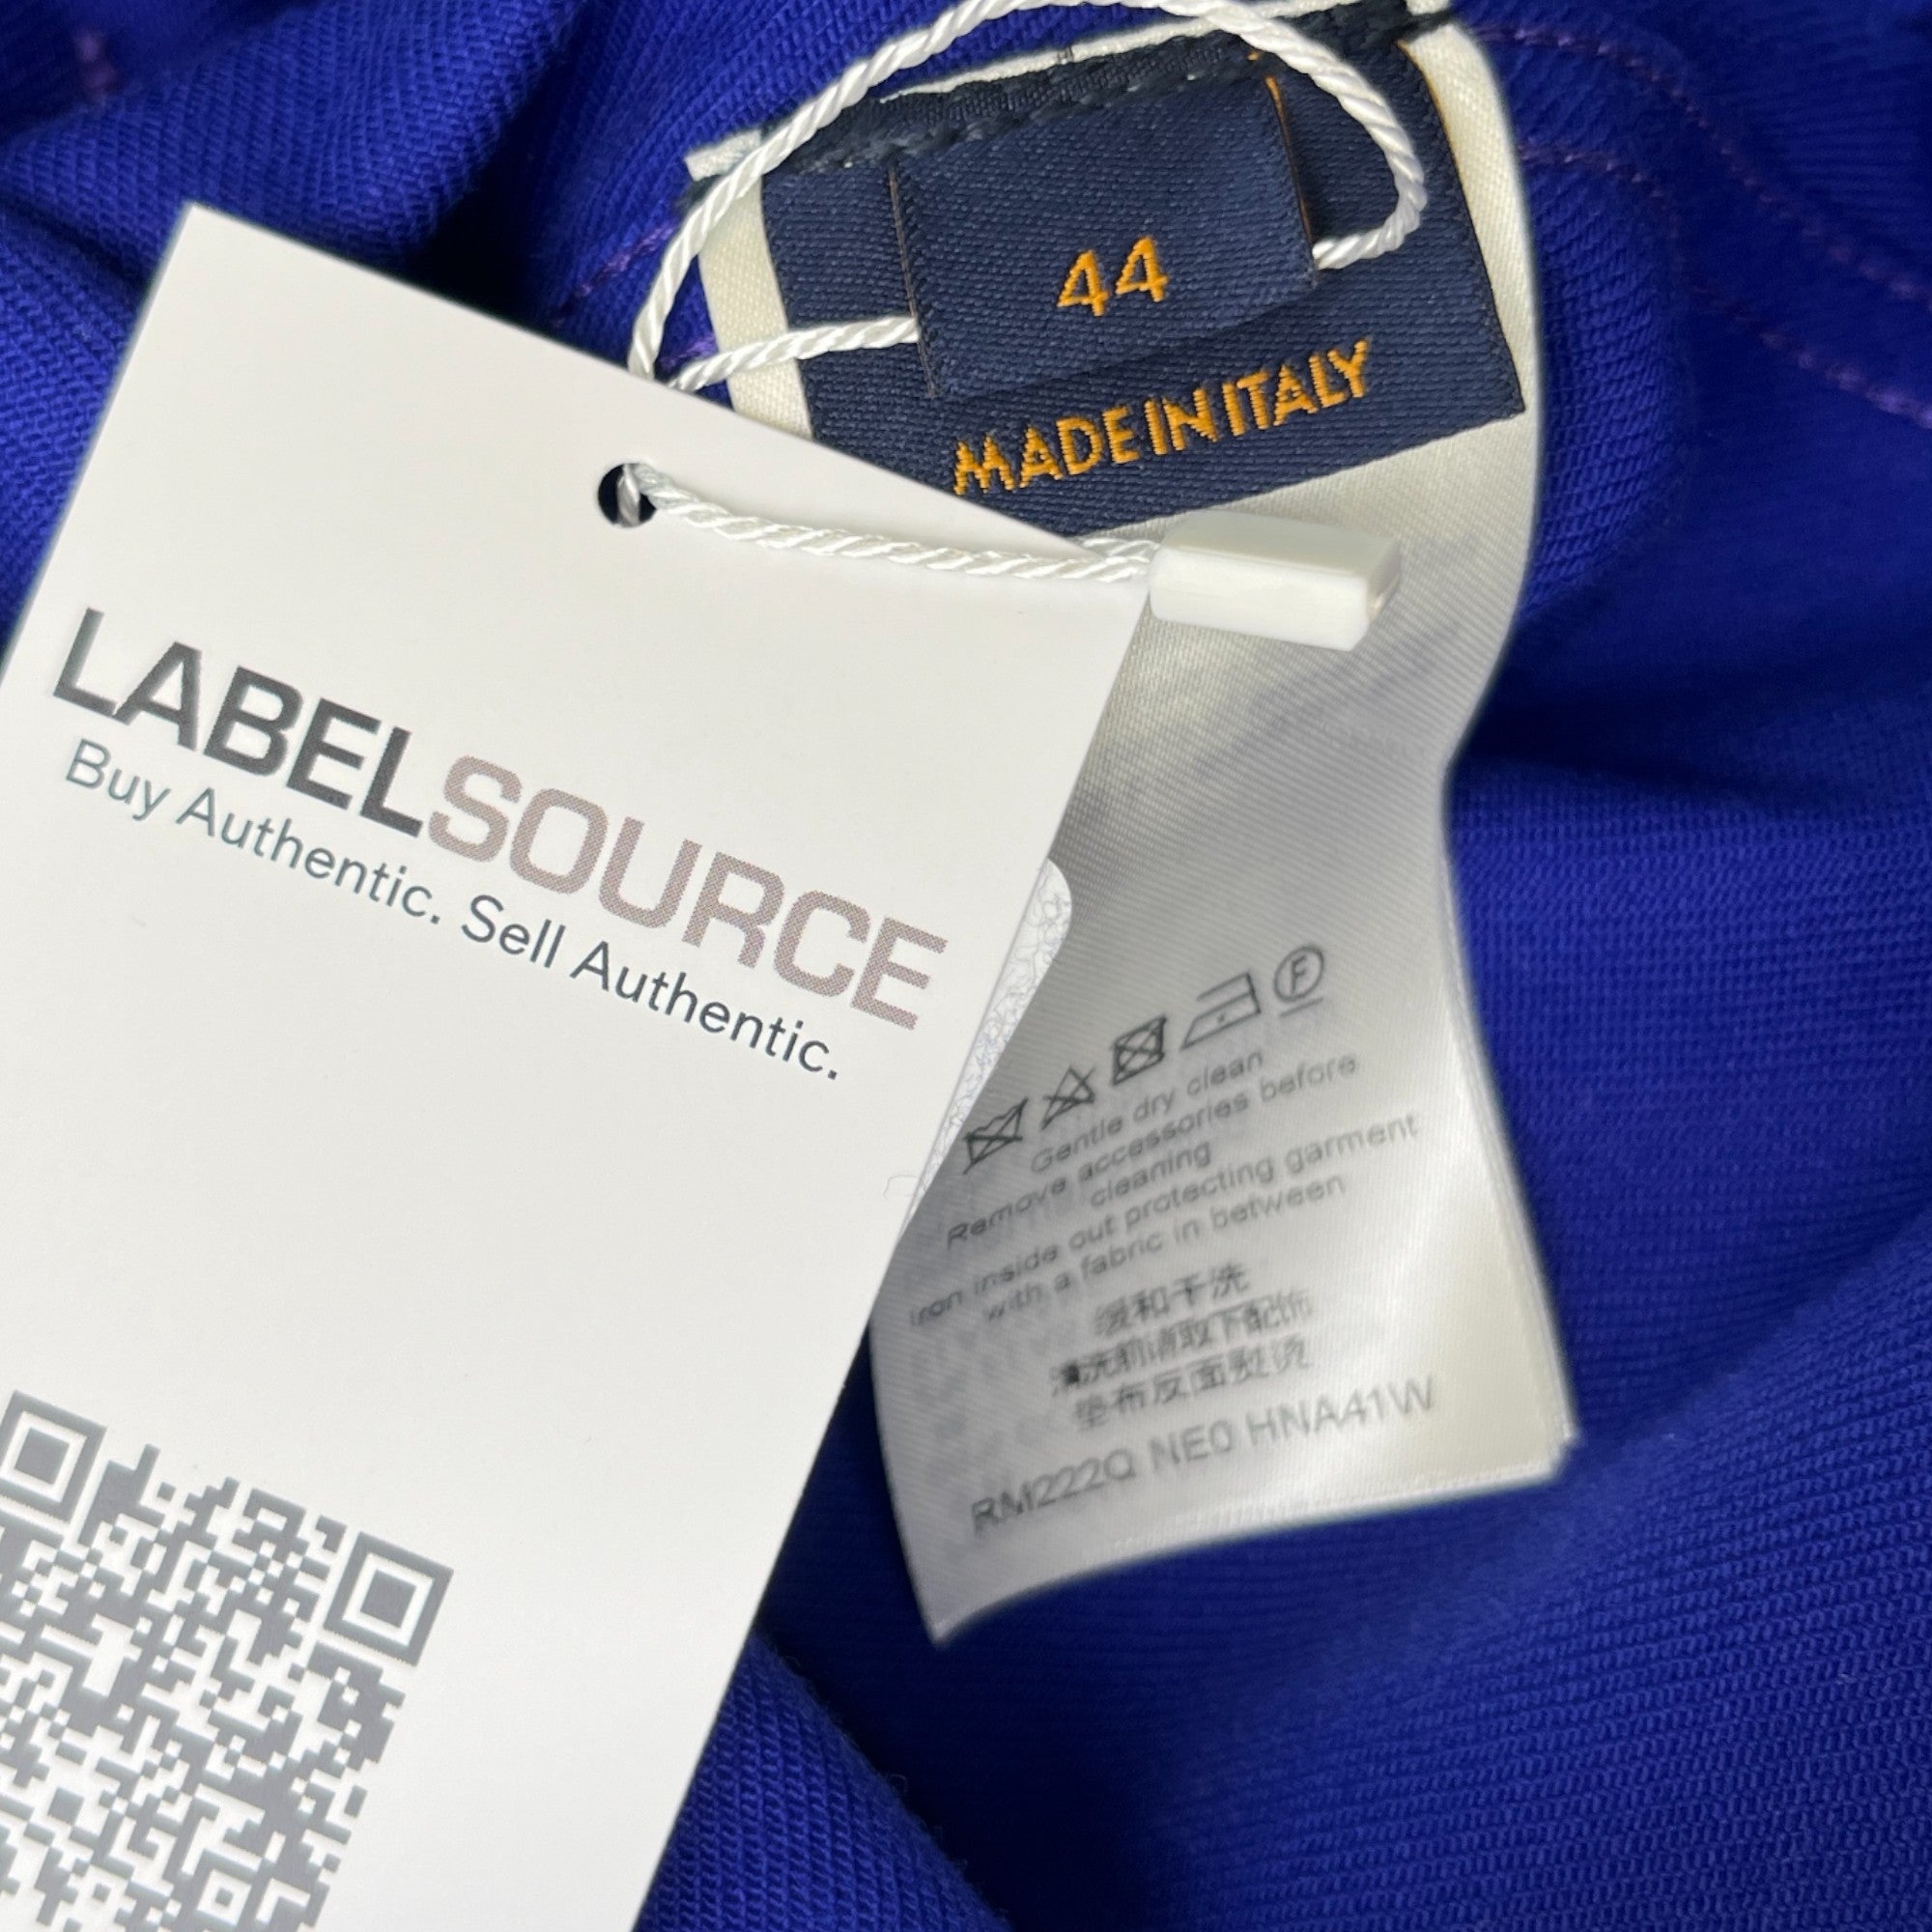 44
MADE IN ITALY
LABELSOURCE
Buy Authentic. Sell Authentic.
F
Gentle dry clean
Remove accessories before
cleaning
Iron inside out protecting garment
with a fabric in between
缓和干洗
清洗前请取下配饰
垫布反面熨烫
RM222Q NE0 HNA41W